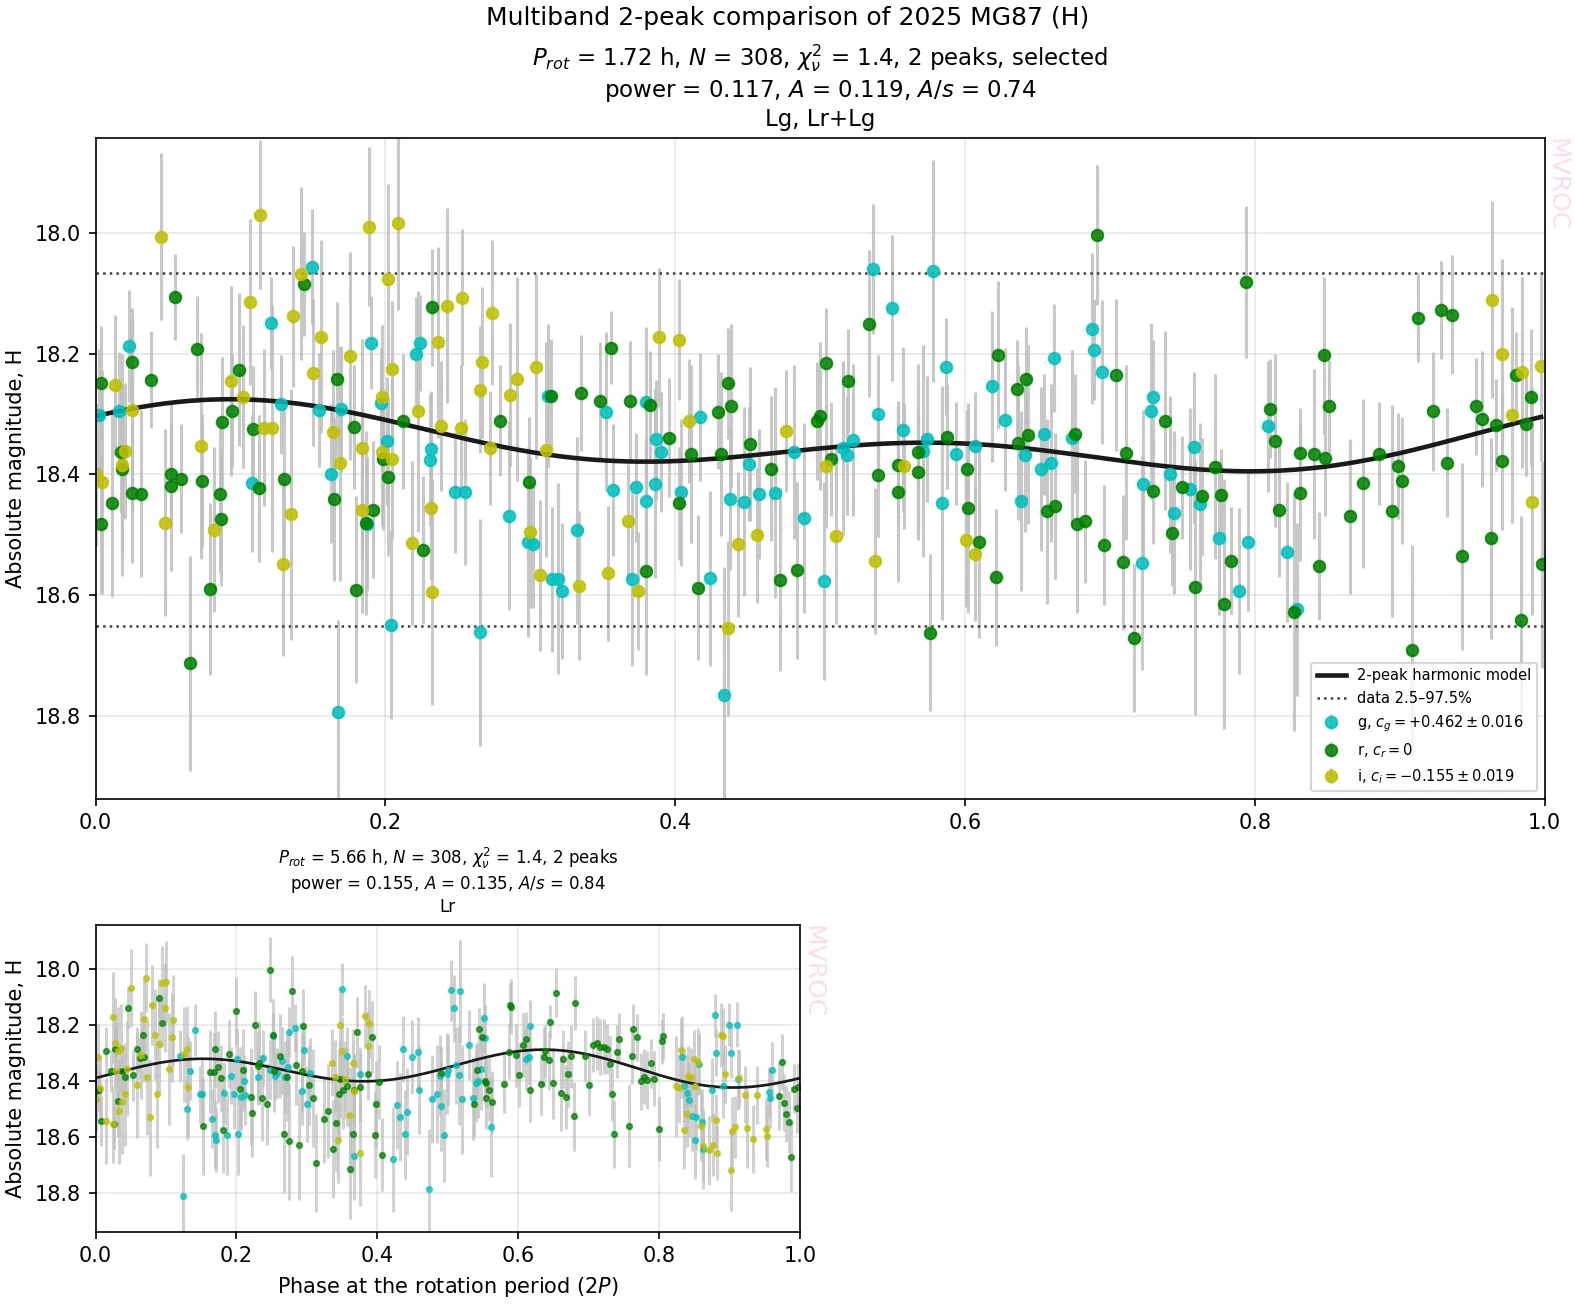 Multiband 2-peak comparison of 2025 MG87 (H)
P_rot = 1.72 h, N = 308, χ²_ν = 1.4, 2 peaks, selected
power = 0.117, A = 0.119, A/s = 0.74
Lg, Lr+Lg
MVROC
Absolute magnitude, H
18.0
18.2
18.4
18.6
18.8
2-peak harmonic model
data 2.5–97.5%
g, c_g = +0.462 ± 0.016
r, c_r = 0
i, c_i = −0.155 ± 0.019
0.0 0.2 0.4 0.6 0.8 1.0
P_rot = 5.66 h, N = 308, χ²_ν = 1.4, 2 peaks
power = 0.155, A = 0.135, A/s = 0.84
Lr
MVROC
Absolute magnitude, H
18.0
18.2
18.4
18.6
18.8
0.0 0.2 0.4 0.6 0.8 1.0
Phase at the rotation period (2P)